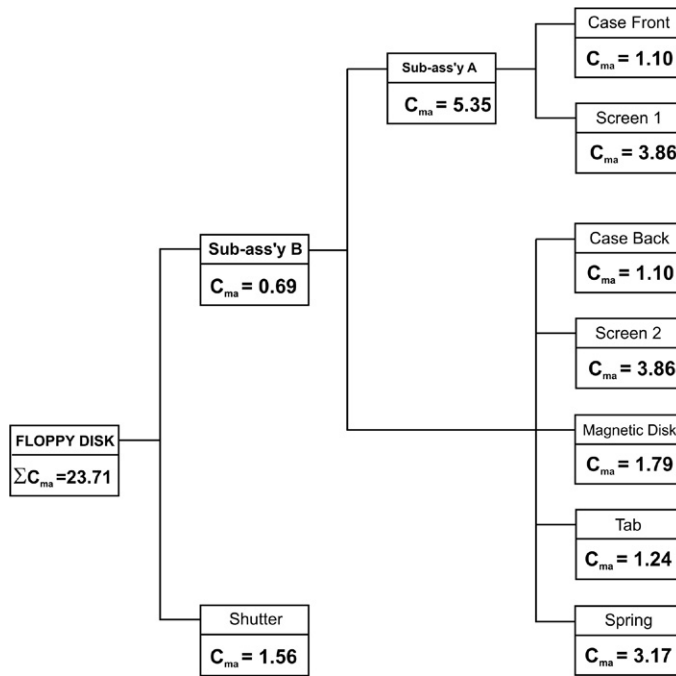 Case Front
Cma = 1.10
Sub-ass'y A
Cma = 5.35
Screen 1
Cma = 3.86
Sub-ass'y B
Cma = 0.69
Case Back
Cma = 1.10
Screen 2
Cma = 3.86
FLOPPY DISK
ΣCma =23.71
Magnetic Disk
Cma = 1.79
Tab
Cma = 1.24
Shutter
Cma = 1.56
Spring
Cma = 3.17